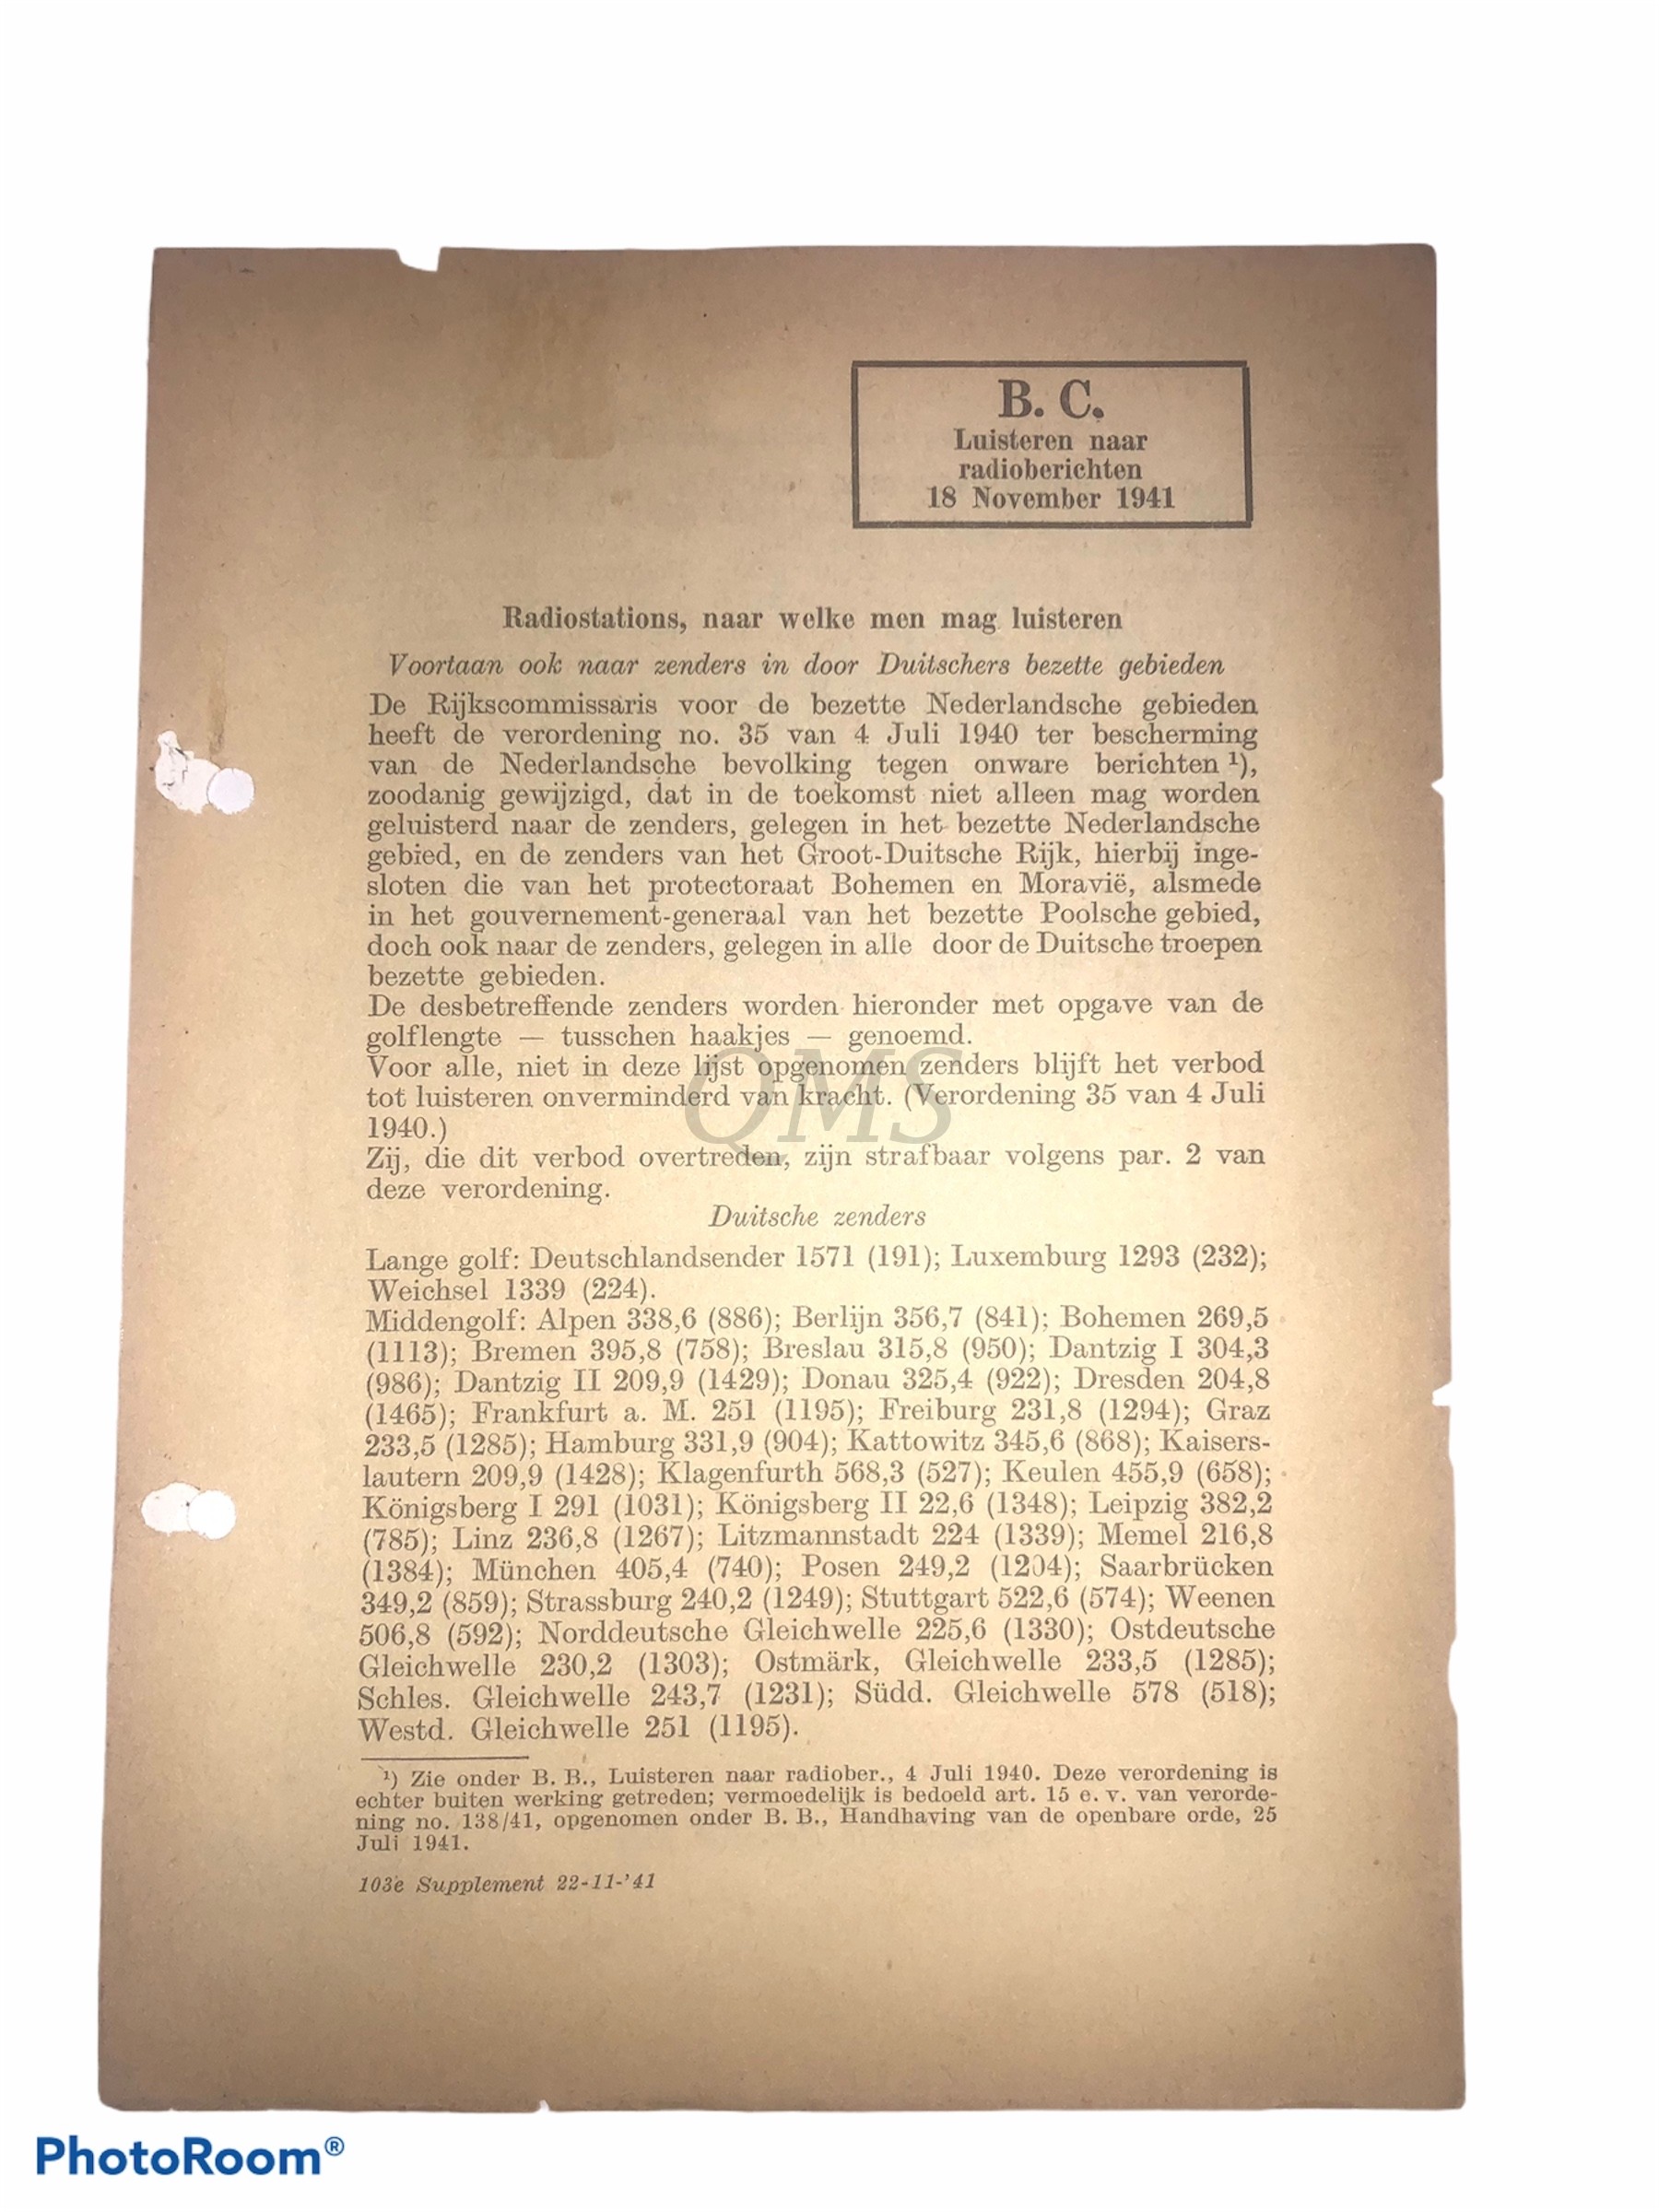 B. C.
Luisteren naar
radioberichten
18 November 1941
Radiostations, naar welke men mag luisteren
Voortaan ook naar zenders in door Duitschers bezette gebieden
De Rijkscommissaris voor de bezette Nederlandsche gebieden
heeft de verordening no. 35 van 4 Juli 1940 ter bescherming
van de Nederlandsche bevolking tegen onware berichten ¹),
zoodanig gewijzigd, dat in de toekomst niet alleen mag worden
geluisterd naar de zenders, gelegen in het bezette Nederlandsche
gebied, en de zenders van het Groot-Duitsche Rijk, hierbij inge-
sloten die van het protectoraat Bohemen en Moravië, alsmede
in het gouvernement-generaal van het bezette Poolsche gebied,
doch ook naar de zenders, gelegen in alle door de Duitsche troepen
bezette gebieden.
De desbetreffende zenders worden hieronder met opgave van de
golflengte — tusschen haakjes — genoemd.
Voor alle, niet in deze lijst opgenomen zenders blijft het verbod
tot luisteren onverminderd van kracht. (Verordening 35 van 4 Juli
1940.)
QMS
Zij, die dit verbod overtreden, zijn strafbaar volgens par. 2 van
deze verordening.
Duitsche zenders
Lange golf: Deutschlandsender 1571 (191); Luxemburg 1293 (232);
Weichsel 1339 (224).
Middengolf: Alpen 338,6 (886); Berlijn 356,7 (841); Bohemen 269,5
(1113); Bremen 395,8 (758); Breslau 315,8 (950); Dantzig I 304,3
(986); Dantzig II 209,9 (1429); Donau 325,4 (922); Dresden 204,8
(1465); Frankfurt a. M. 251 (1195); Freiburg 231,8 (1294); Graz
233,5 (1285); Hamburg 331,9 (904); Kattowitz 345,6 (868); Kaisers-
lautern 209,9 (1428); Klagenfurth 568,3 (527); Keulen 455,9 (658);
Königsberg I 291 (1031); Königsberg II 22,6 (1348); Leipzig 382,2
(785); Linz 236,8 (1267); Litzmannstadt 224 (1339); Memel 216,8
(1384); München 405,4 (740); Posen 249,2 (1204); Saarbrücken
349,2 (859); Strassburg 240,2 (1249); Stuttgart 522,6 (574); Weenen
506,8 (592); Norddeutsche Gleichwelle 225,6 (1330); Ostdeutsche
Gleichwelle 230,2 (1303); Ostmärk, Gleichwelle 233,5 (1285);
Schles. Gleichwelle 243,7 (1231); Südd. Gleichwelle 578 (518);
Westd. Gleichwelle 251 (1195).
¹) Zie onder B. B., Luisteren naar radiober., 4 Juli 1940. Deze verordening is
echter buiten werking getreden; vermoedelijk is bedoeld art. 15 e. v. van verorde-
ning no. 138/41, opgenomen onder B. B., Handhaving van de openbare orde, 25
Juli 1941.
103e Supplement 22-11-'41
PhotoRoom®